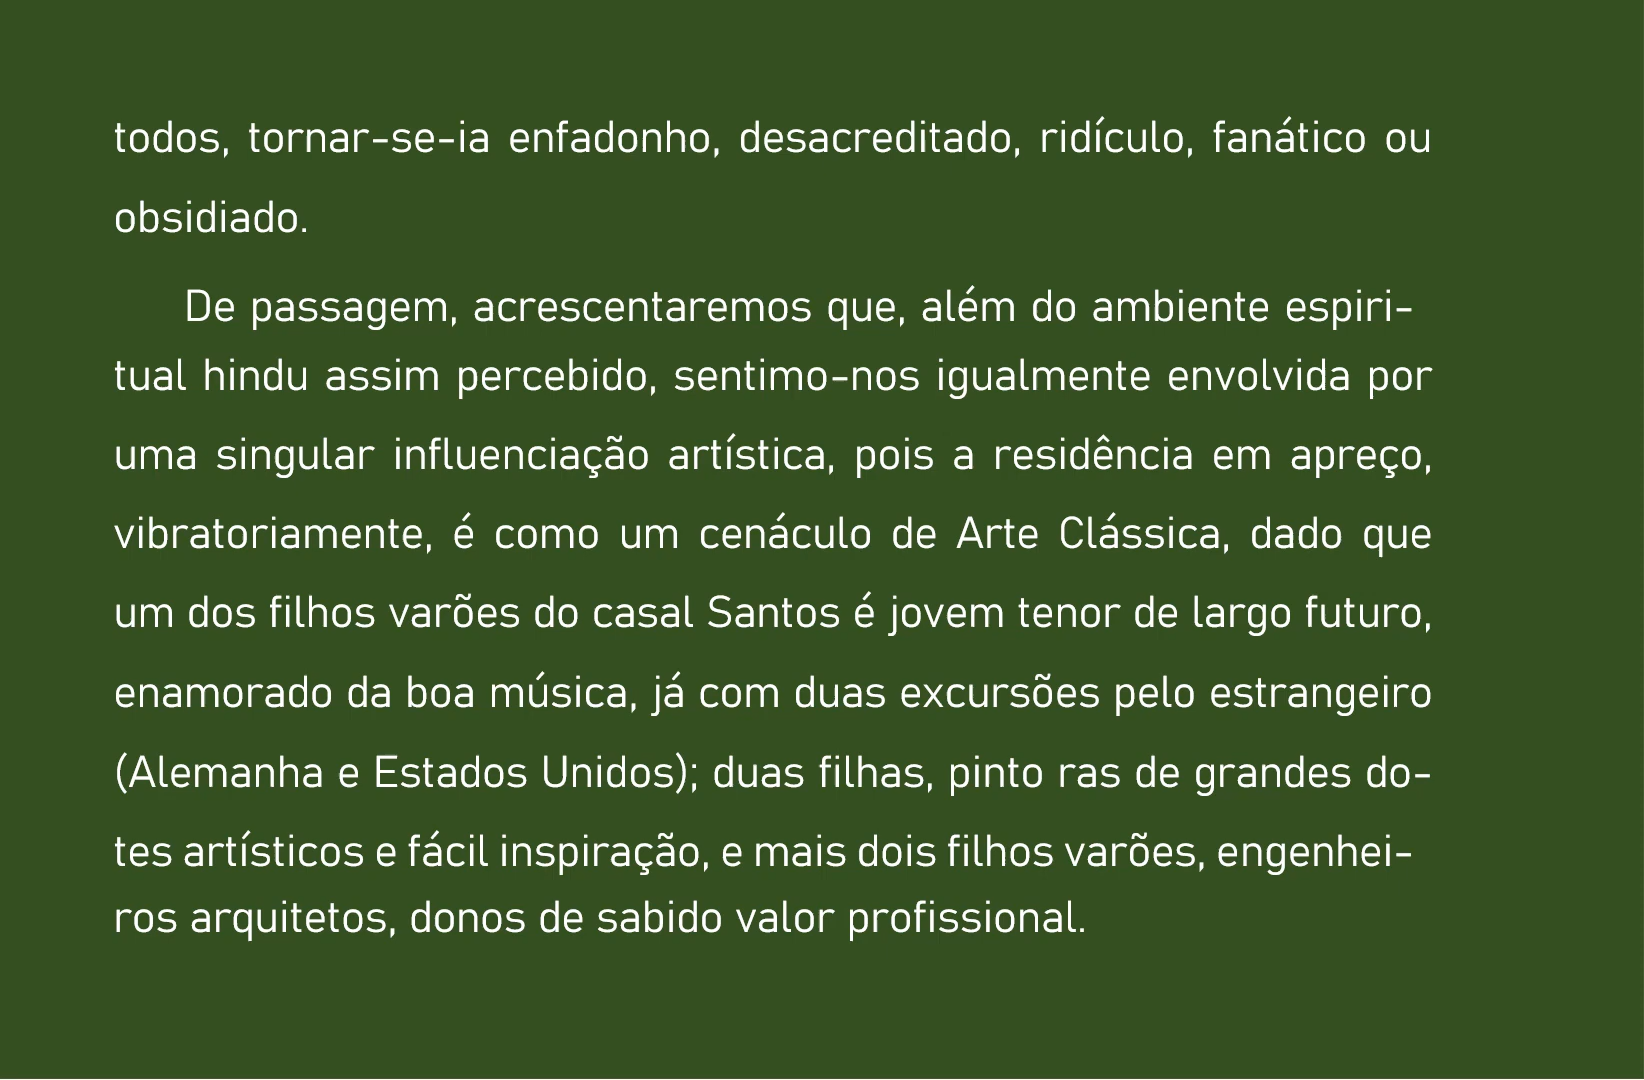 todos, tornar-se-ia enfadonho, desacreditado, ridículo, fanático ou
obsidiado.
De passagem, acrescentaremos que, além do ambiente espiri-
tual hindu assim percebido, sentimo-nos igualmente envolvida por
uma singular influenciação artística, pois a residência em apreço,
vibratoriamente, é como um cenáculo de Arte Clássica, dado que
um dos filhos varões do casal Santos é jovem tenor de largo futuro,
enamorado da boa música, já com duas excursões pelo estrangeiro
(Alemanha e Estados Unidos); duas filhas, pinto ras de grandes do-
tes artísticos e fácil inspiração, e mais dois filhos varões, engenhei-
ros arquitetos, donos de sabido valor profissional.